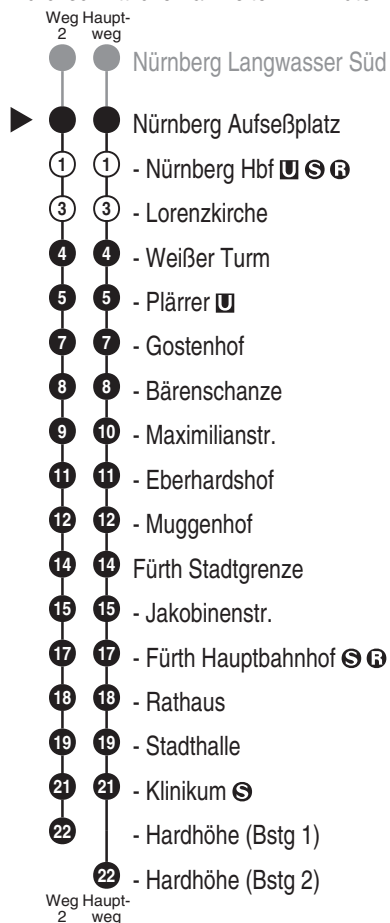 Weg Haupt-
2 weg
Nürnberg Langwasser Süd
Nürnberg Aufseßplatz
1 1 - Nürnberg Hbf U S R
3 3 - Lorenzkirche
4 4 - Weißer Turm
5 5 - Plärrer U
7 7 - Gostenhof
8 8 - Bärenschanze
9 10 - Maximilianstr.
11 11 - Eberhardshof
12 12 - Muggenhof
14 14 Fürth Stadtgrenze
15 15 - Jakobinenstr.
17 17 - Fürth Hauptbahnhof S R
18 18 - Rathaus
19 19 - Stadthalle
21 21 - Klinikum S
22 - Hardhöhe (Bstg 1)
22 - Hardhöhe (Bstg 2)
Weg Haupt-
2 weg